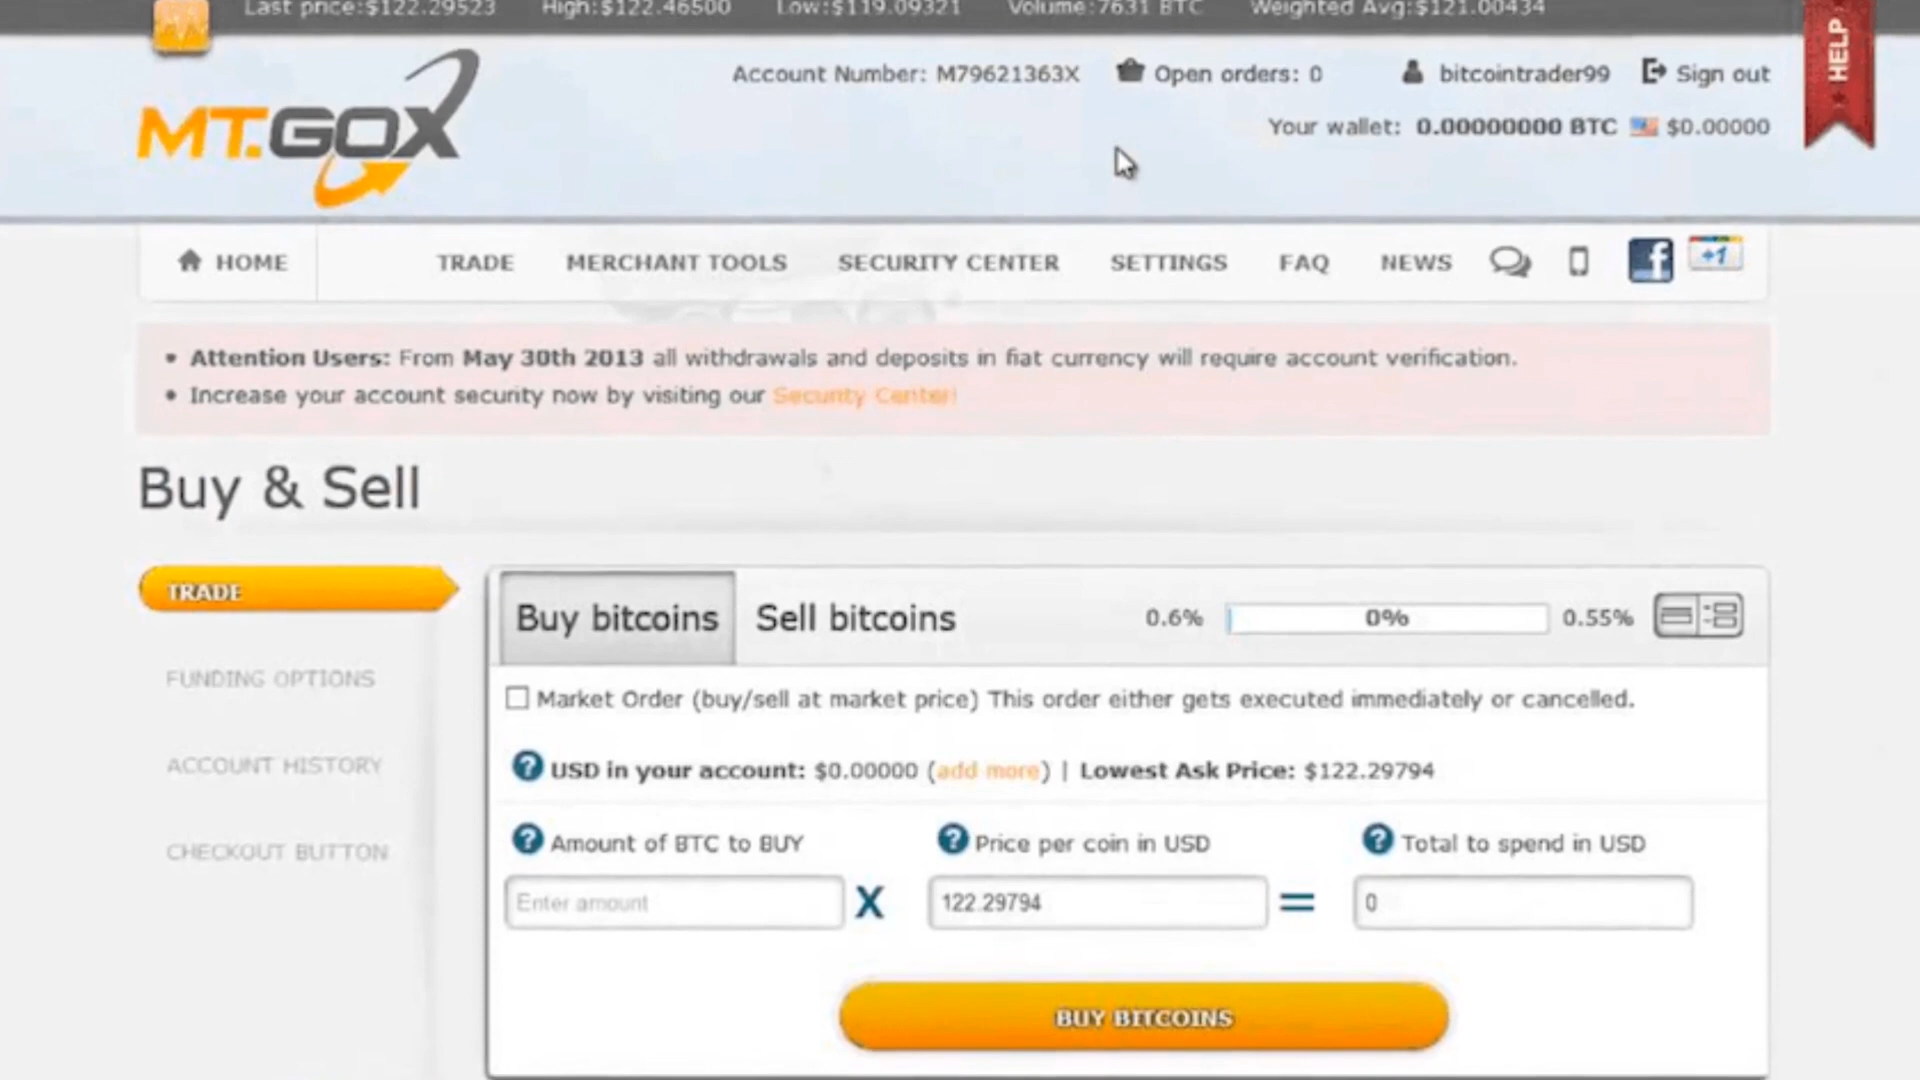 Last price:$122.29523 High:$122.46500 Low:$119.09321 Volume:7631 BTC Weighted Avg:$121.00434
HELP
MT.GOX
Account Number: M79621363X Open orders: 0 bitcointrader99 Sign out
Your wallet: 0.00000000 BTC $0.00000
HOME TRADE MERCHANT TOOLS SECURITY CENTER SETTINGS FAQ NEWS f +1
• Attention Users: From May 30th 2013 all withdrawals and deposits in fiat currency will require account verification.
• Increase your account security now by visiting our Security Center!
Buy & Sell
TRADE
FUNDING OPTIONS
ACCOUNT HISTORY
CHECKOUT BUTTON
Buy bitcoins Sell bitcoins 0.6% 0% 0.55%
Market Order (buy/sell at market price) This order either gets executed immediately or cancelled.
? USD in your account: $0.00000 (add more) | Lowest Ask Price: $122.29794
? Amount of BTC to BUY ? Price per coin in USD ? Total to spend in USD
Enter amount X 122.29794 = 0
BUY BITCOINS